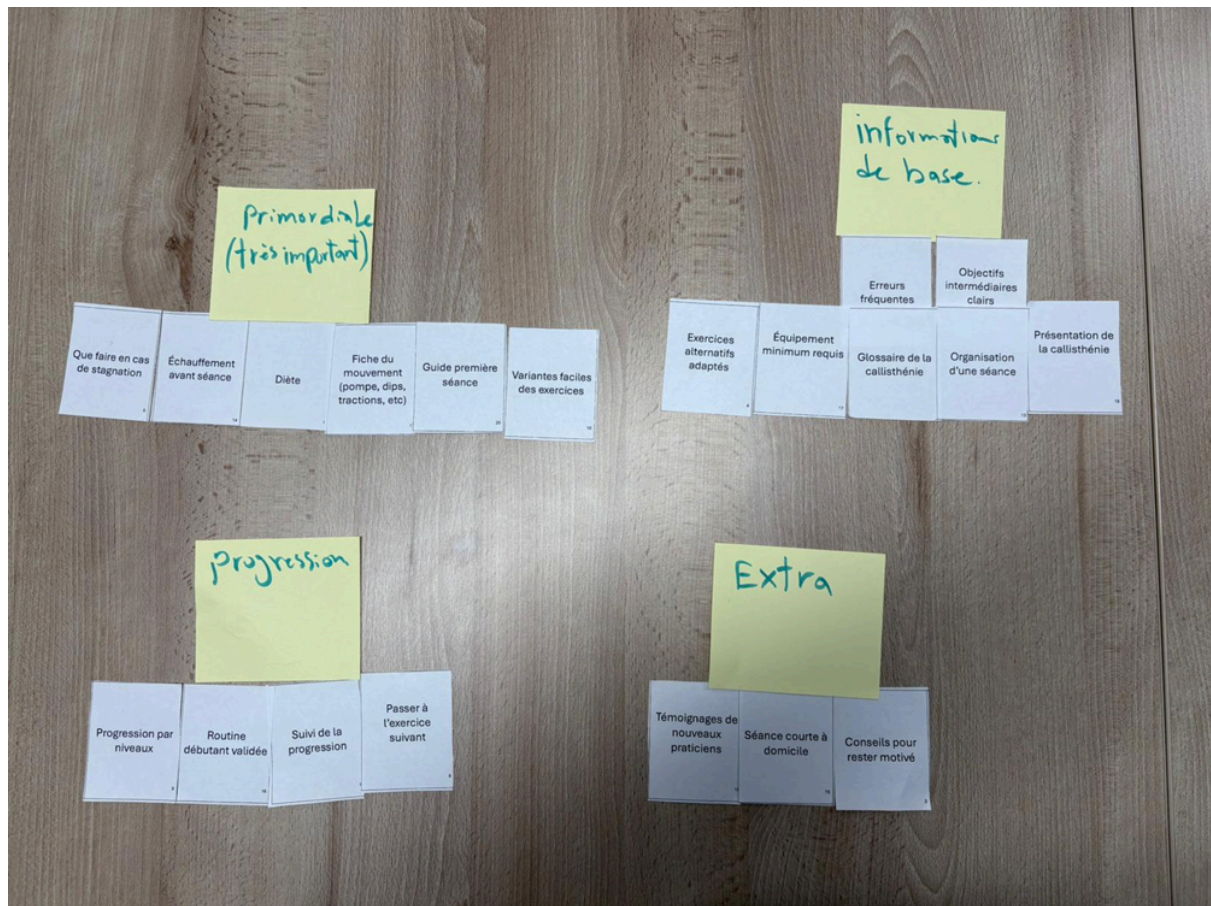 primordiale
(très important)
Que faire en cas
de stagnation
Échauffement
avant séance
Diète
Fiche du
mouvement
(pompe, dips,
tractions, etc)
Guide première
séance
Variantes faciles
des exercices
informations
de base.
Erreurs
fréquentes
Objectifs
intermédiaires
clairs
Exercices
alternatifs
adaptés
Équipement
minimum requis
Glossaire de la
callisthénie
Organisation
d'une séance
Présentation de
la callisthénie
progression
Progression par
niveaux
Routine
débutant validée
Suivi de la
progression
Passer à
l'exercice
suivant
Extra
Témoignages de
nouveaux
praticiens
Séance courte à
domicile
Conseils pour
rester motivé